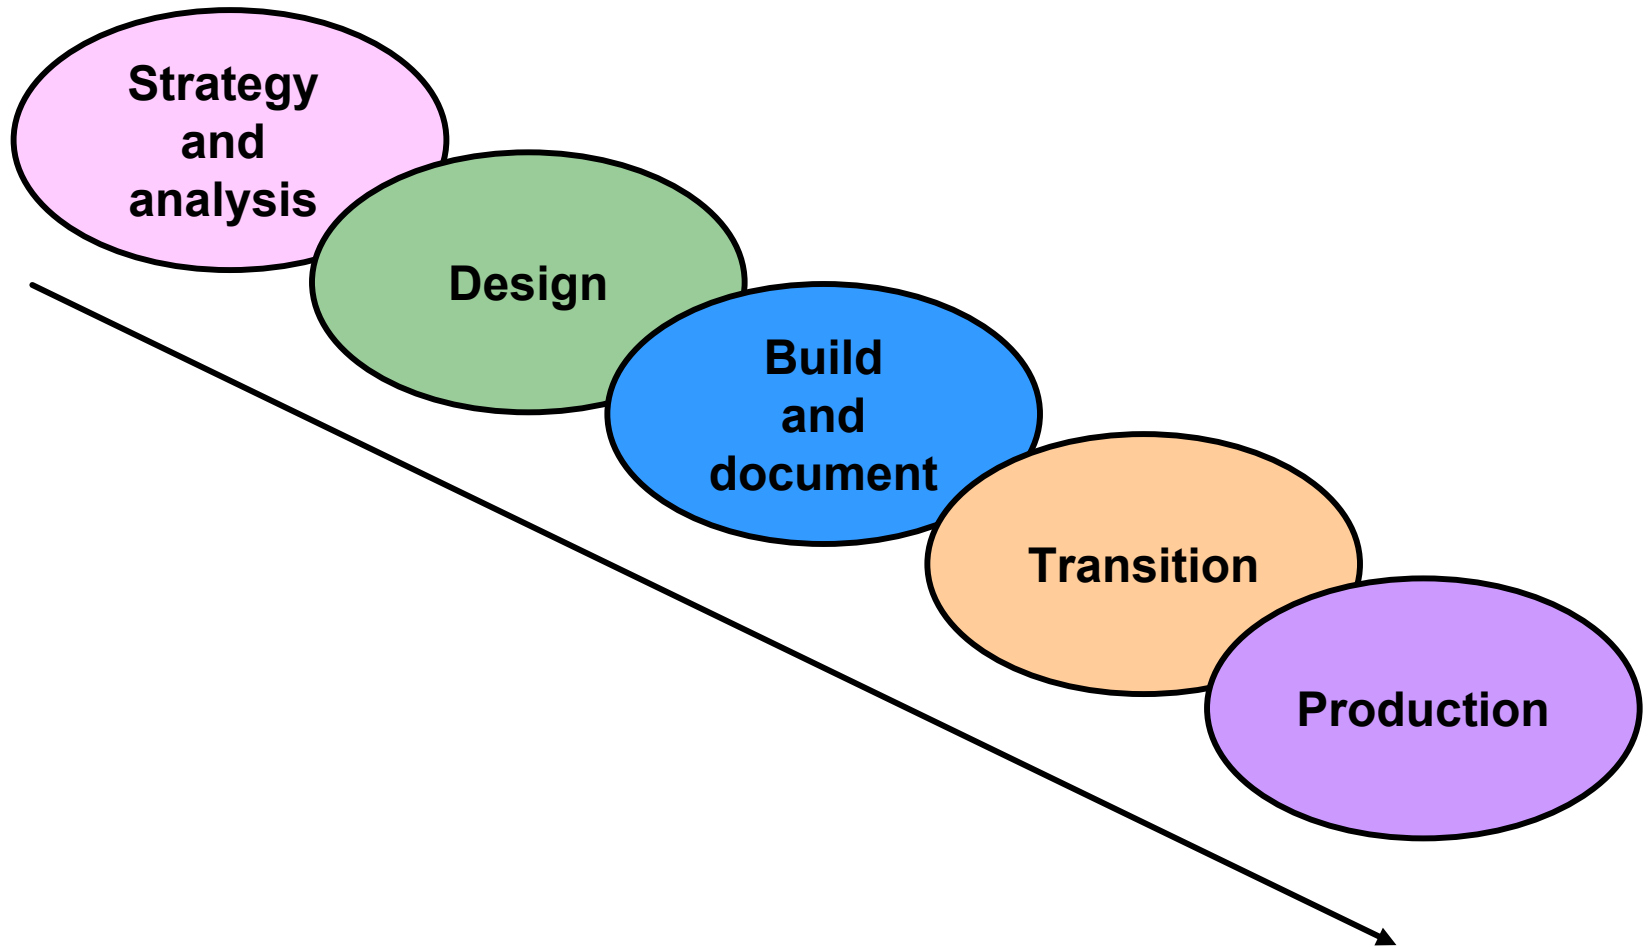 Strategy
and
analysis
Design
Build
and
document
Transition
Production